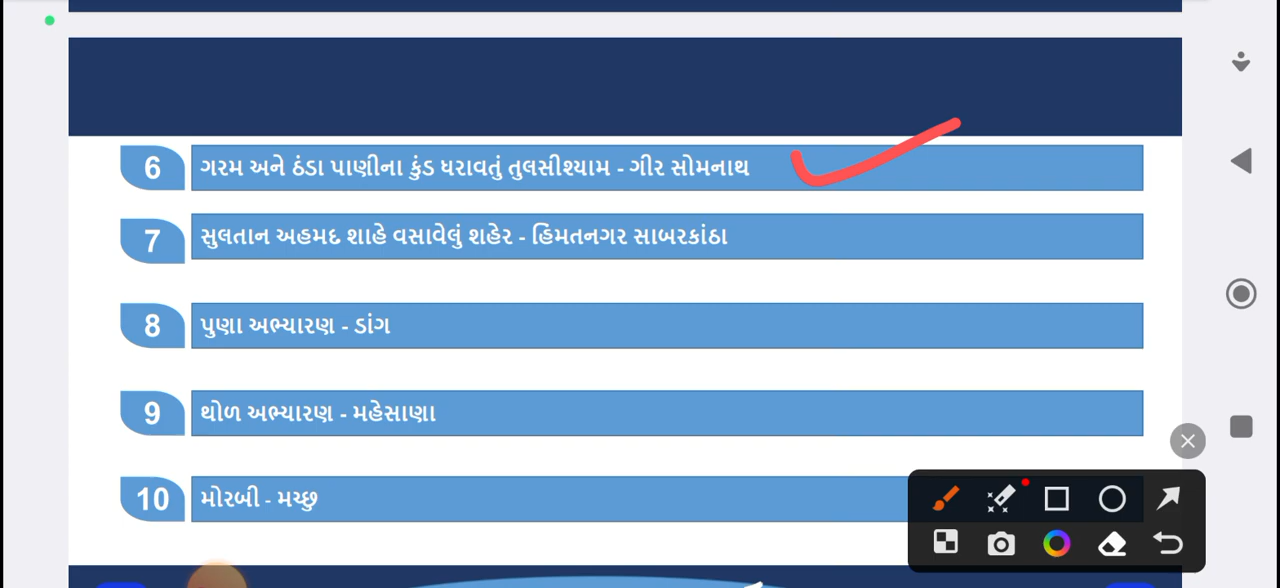 6 ગરમ અને ઠંડા પાણીના કુંડ ધરાવતું તુલસીશ્યામ - ગીર સોમનાથ
7 સુલતાન અહમદ શાહે વસાવેલું શહેર - હિમતનગર સાબરકાંઠા
8 પુણા અભ્યારણ - ડાંગ
9 થોળ અભ્યારણ - મહેસાણા
10 મોરબી - મચ્છુ